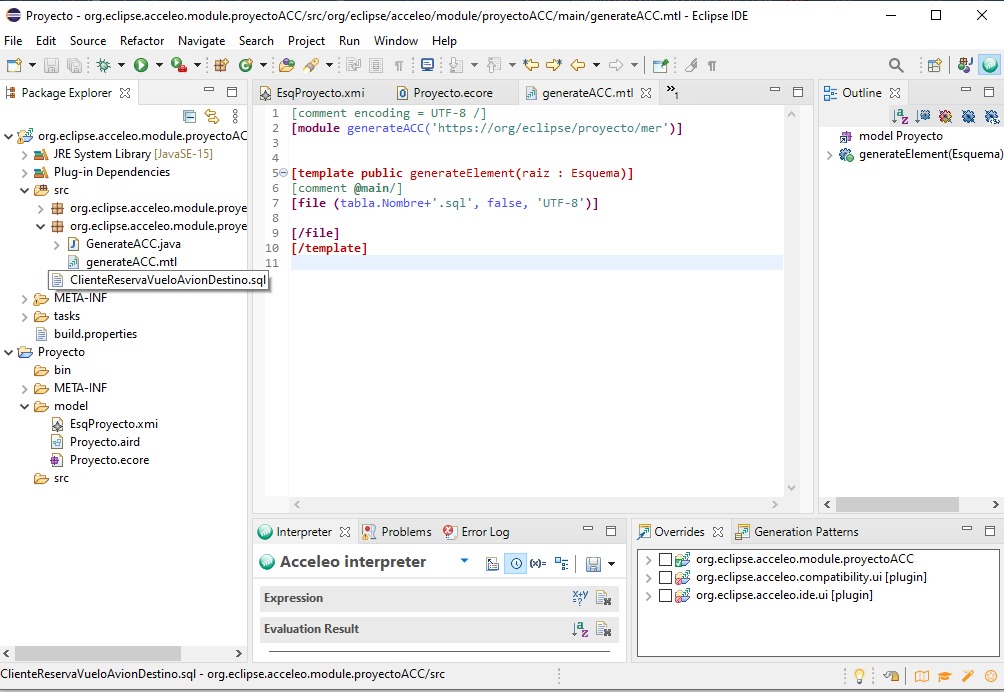 Proyecto - org.eclipse.acceleo.module.proyectoACC/src/org/eclipse/acceleo/module/proyectoACC/main/generateACC.mtl - Eclipse IDE
File Edit Source Refactor Navigate Search Project Run Window Help
Package Explorer
org.eclipse.acceleo.module.proyectoAC
JRE System Library [JavaSE-15]
Plug-in Dependencies
src
org.eclipse.acceleo.module.proye
org.eclipse.acceleo.module.proye
GenerateACC.java
generateACC.mtl
ClienteReservaVueloAvionDestino.sql
META-INF
tasks
build.properties
Proyecto
bin
META-INF
model
EsqProyecto.xmi
Proyecto.aird
Proyecto.ecore
src
EsqProyecto.xmi Proyecto.ecore generateACC.mtl »1
1 [comment encoding = UTF-8 /]
2 [module generateACC('https://org/eclipse/proyecto/mer')]
3
4
5 [template public generateElement(raiz : Esquema)]
6 [comment @main/]
7 [file (tabla.Nombre+'.sql', false, 'UTF-8')]
8
9 [/file]
10 [/template]
11
Outline
model Proyecto
generateElement(Esquema)
Interpreter Problems Error Log
Acceleo interpreter
Expression
Evaluation Result
Overrides Generation Patterns
org.eclipse.acceleo.module.proyectoACC
org.eclipse.acceleo.compatibility.ui [plugin]
org.eclipse.acceleo.ide.ui [plugin]
ClienteReservaVueloAvionDestino.sql - org.eclipse.acceleo.module.proyectoACC/src